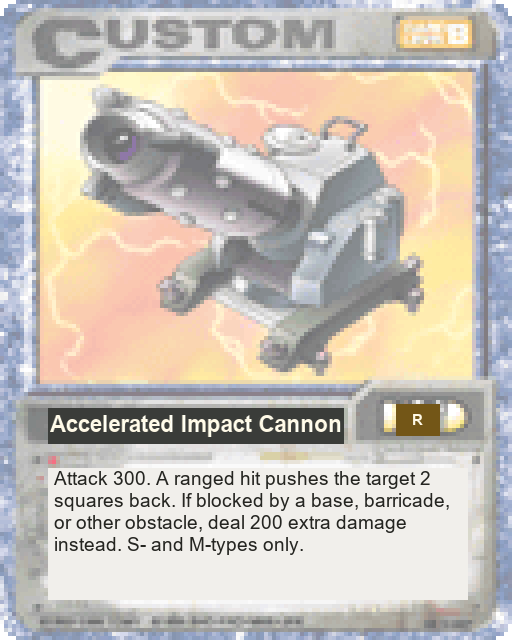 CUSTOM
B
Accelerated Impact Cannon
R
Attack 300. A ranged hit pushes the target 2
squares back. If blocked by a base, barricade,
or other obstacle, deal 200 extra damage
instead. S- and M-types only.